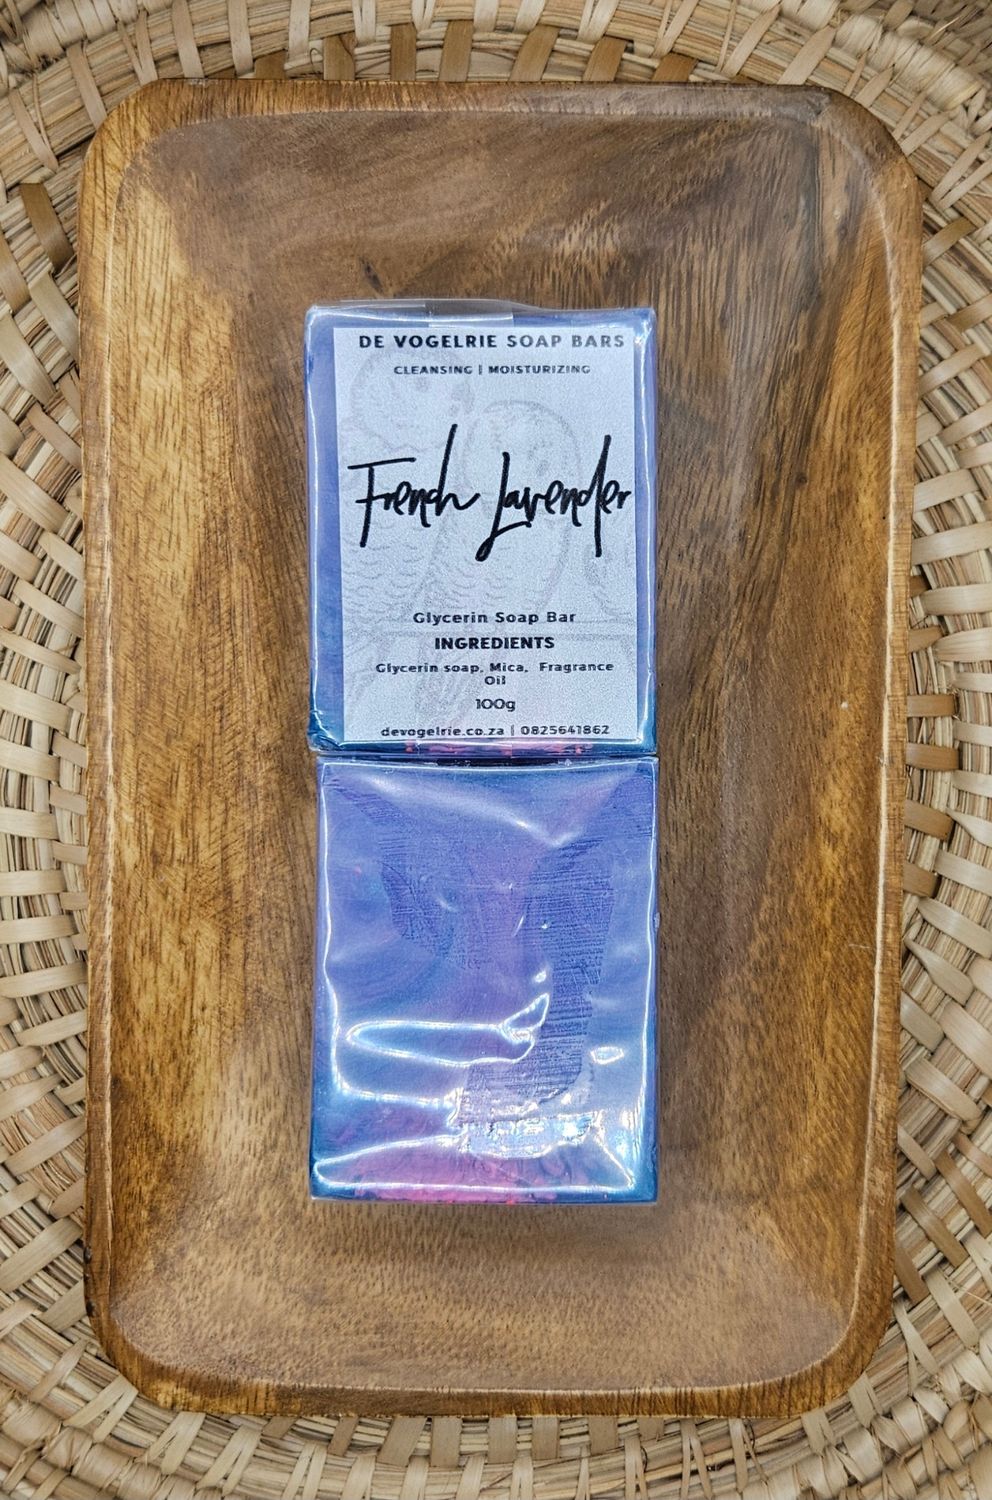 DE VOGELRIE SOAP BARS
CLEANSING | MOISTURIZING
French Lavender
Glycerin Soap Bar
INGREDIENTS
Glycerin soap, Mica, Fragrance
Oil
100g
devogelrie.co.za | 0825641862